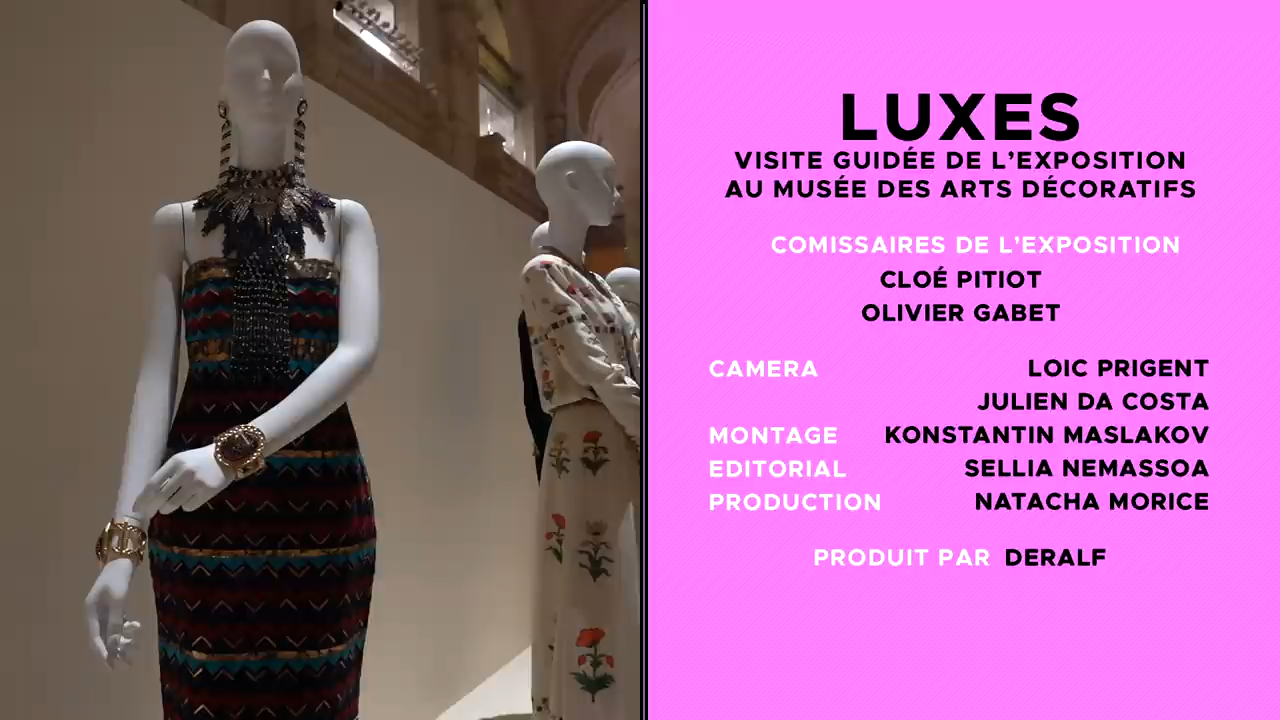 LUXES
VISITE GUIDÉE DE L'EXPOSITION
AU MUSÉE DES ARTS DÉCORATIFS
COMISSAIRES DE L'EXPOSITION
CLOÉ PITIOT
OLIVIER GABET
CAMERA LOIC PRIGENT
JULIEN DA COSTA
MONTAGE KONSTANTIN MASLAKOV
EDITORIAL SELLIA NEMASSOA
PRODUCTION NATACHA MORICE
PRODUIT PAR DERALF